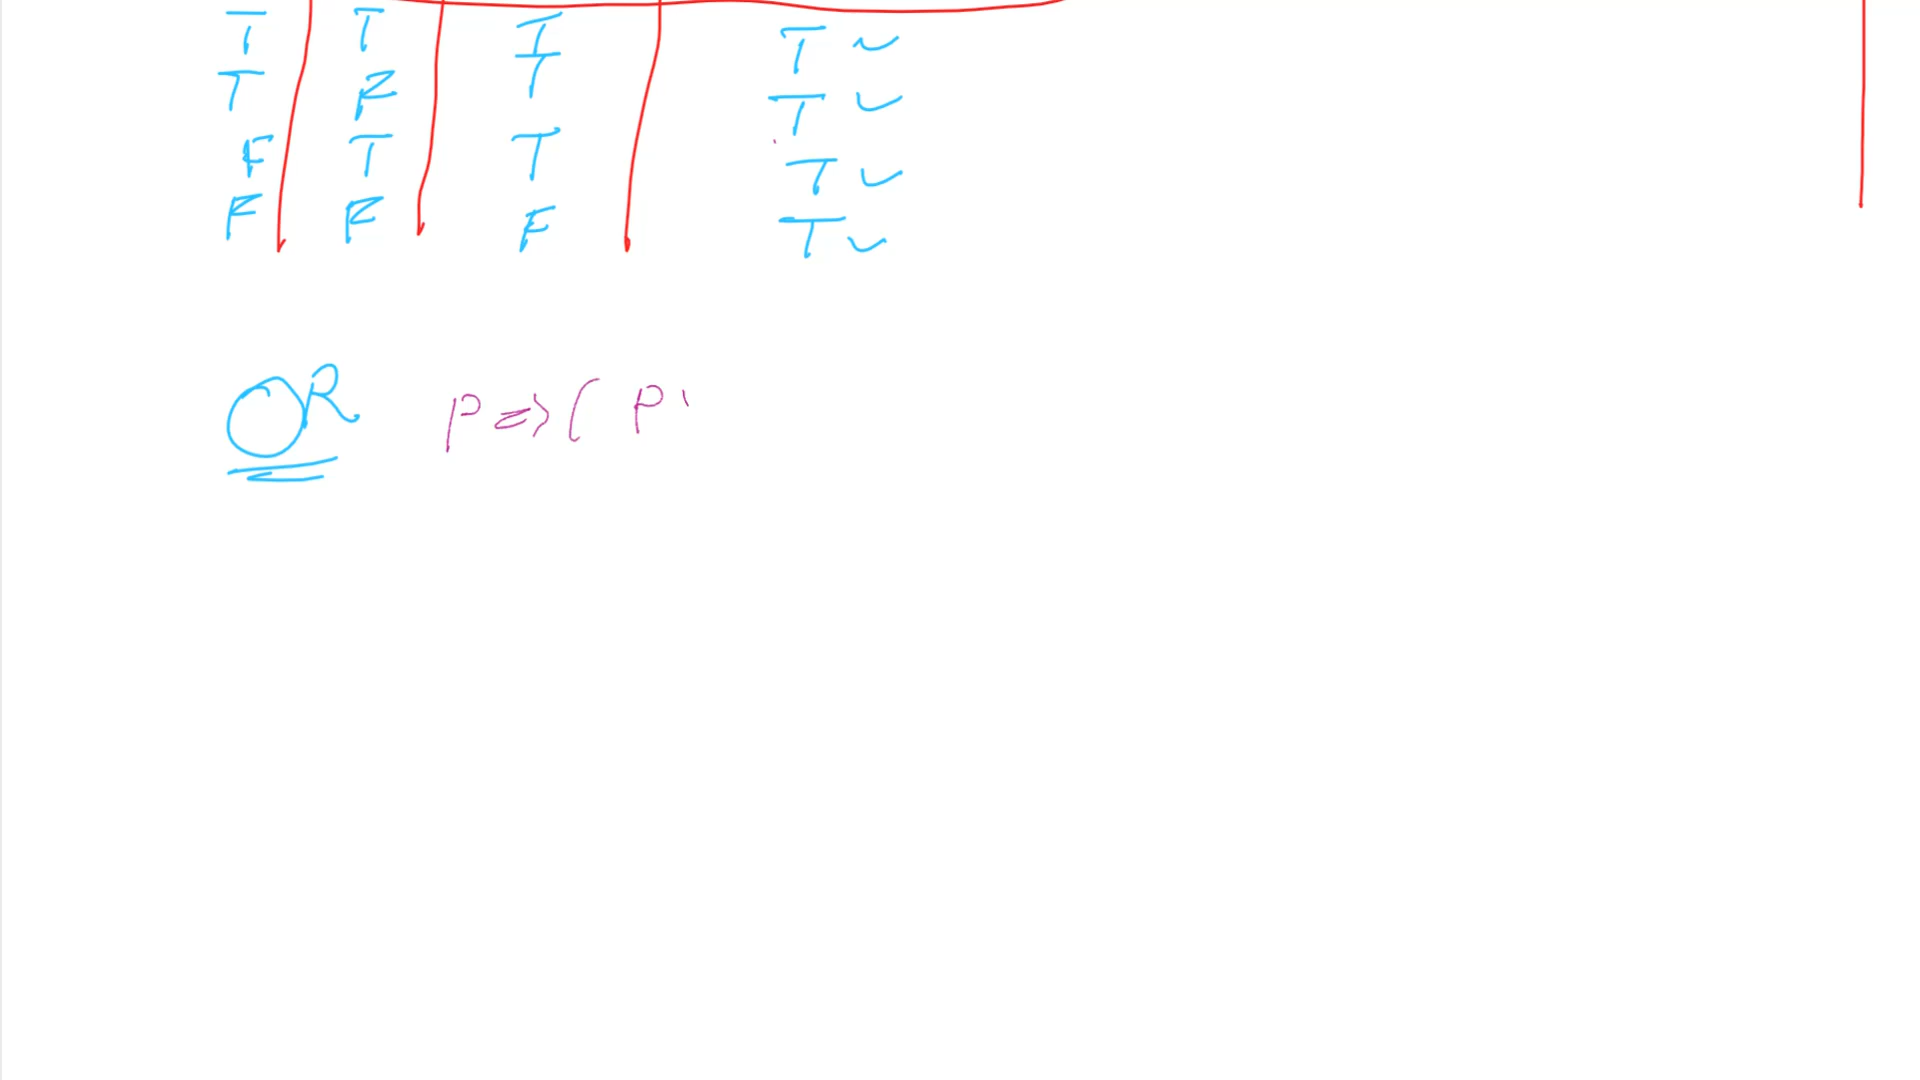 T T T T ✓
T F T T ✓
F T T T ✓
F F F T ✓
OR P => ( P